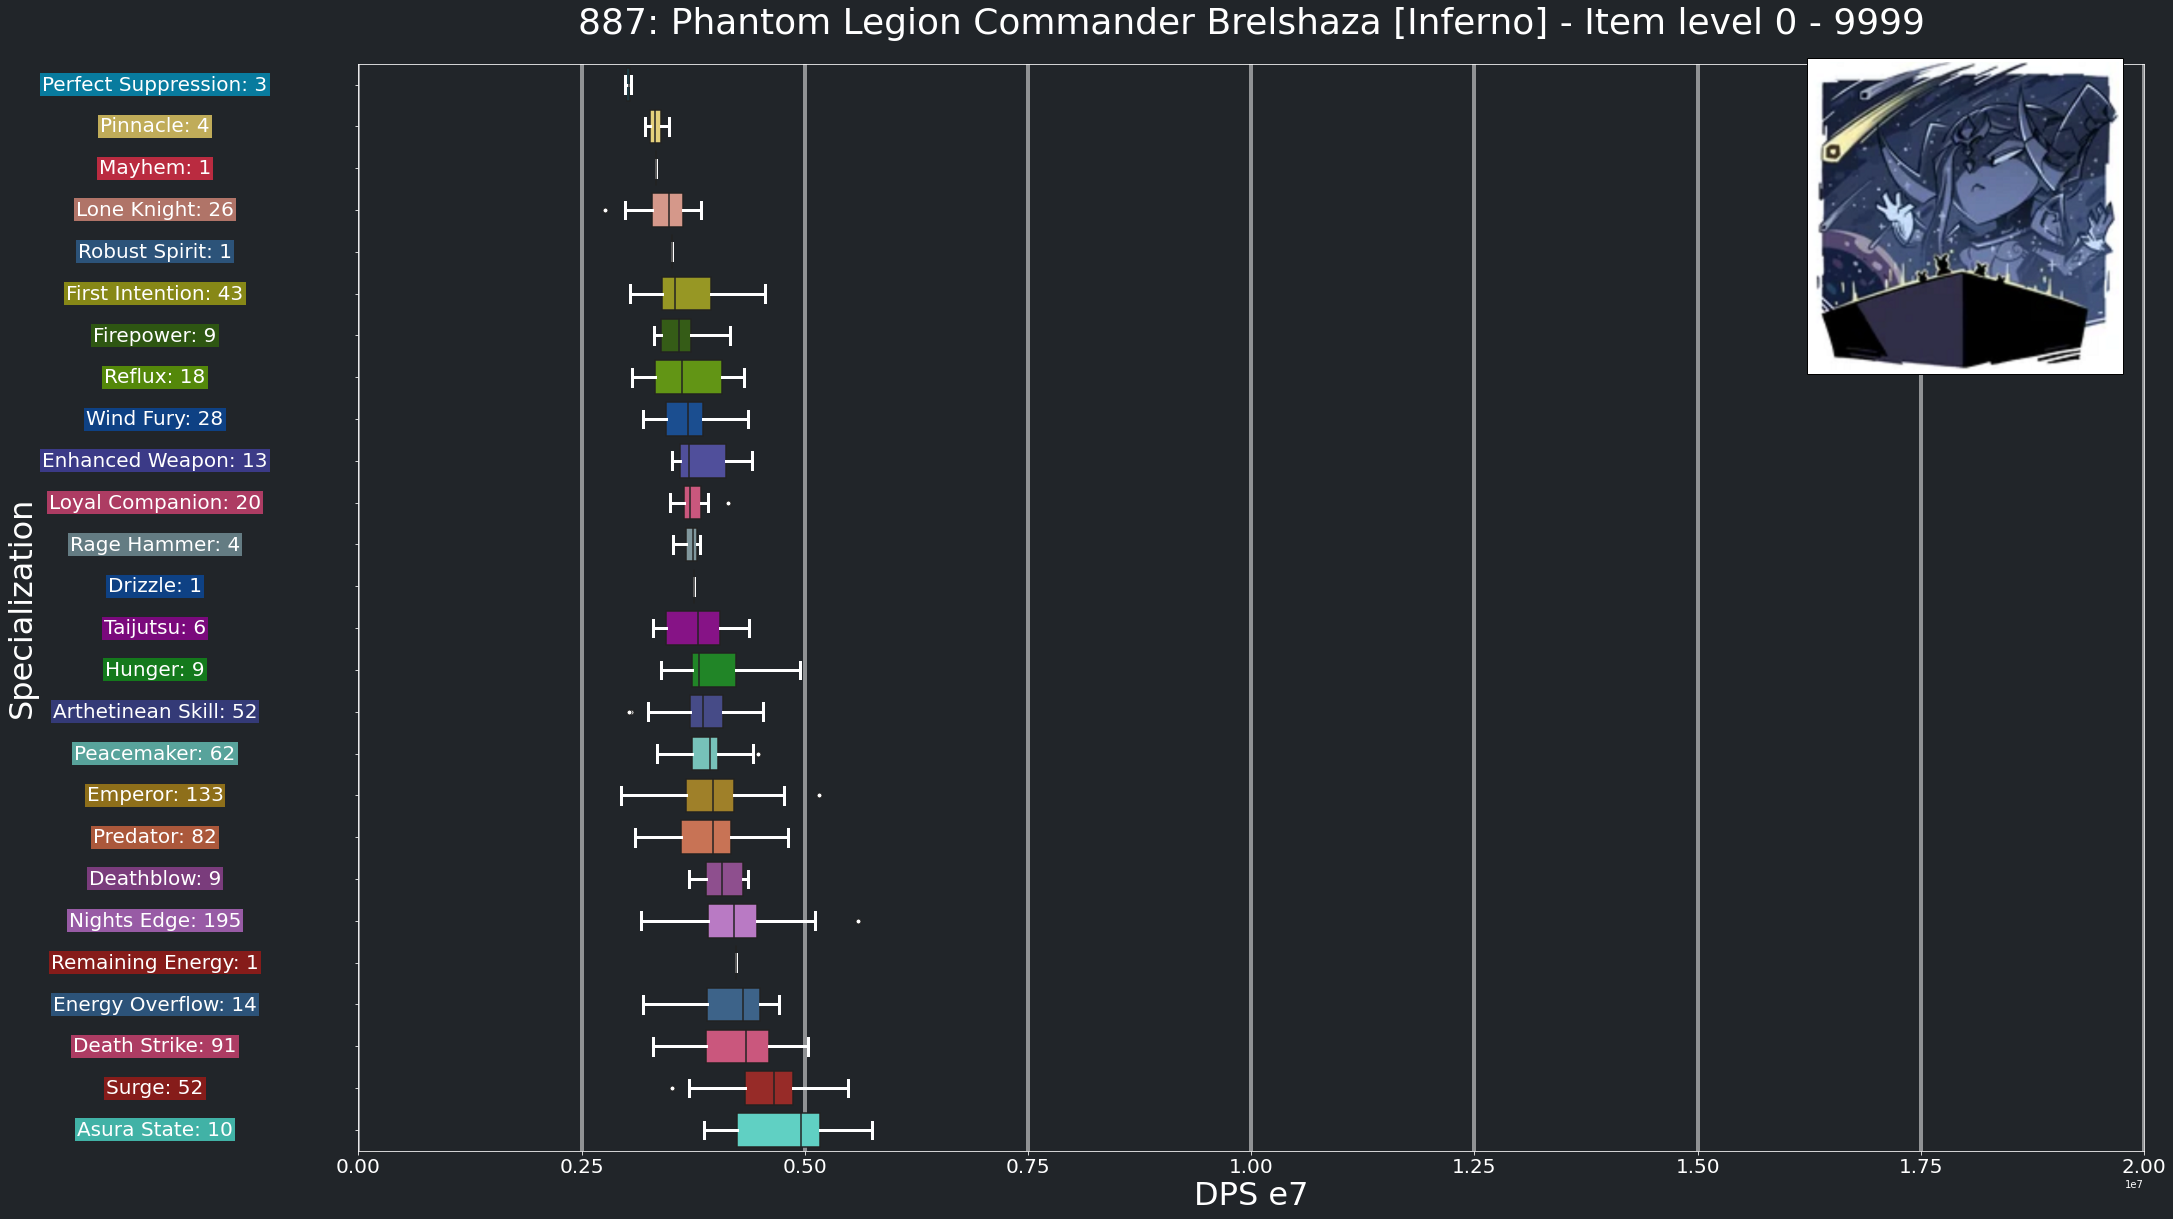 887: Phantom Legion Commander Brelshaza [Inferno] - Item level 0 - 9999
Specialization
Perfect Suppression: 3
Pinnacle: 4
Mayhem: 1
Lone Knight: 26
Robust Spirit: 1
First Intention: 43
Firepower: 9
Reflux: 18
Wind Fury: 28
Enhanced Weapon: 13
Loyal Companion: 20
Rage Hammer: 4
Drizzle: 1
Taijutsu: 6
Hunger: 9
Arthetinean Skill: 52
Peacemaker: 62
Emperor: 133
Predator: 82
Deathblow: 9
Nights Edge: 195
Remaining Energy: 1
Energy Overflow: 14
Death Strike: 91
Surge: 52
Asura State: 10
0.00 0.25 0.50 0.75 1.00 1.25 1.50 1.75 2.00
1e7
DPS e7